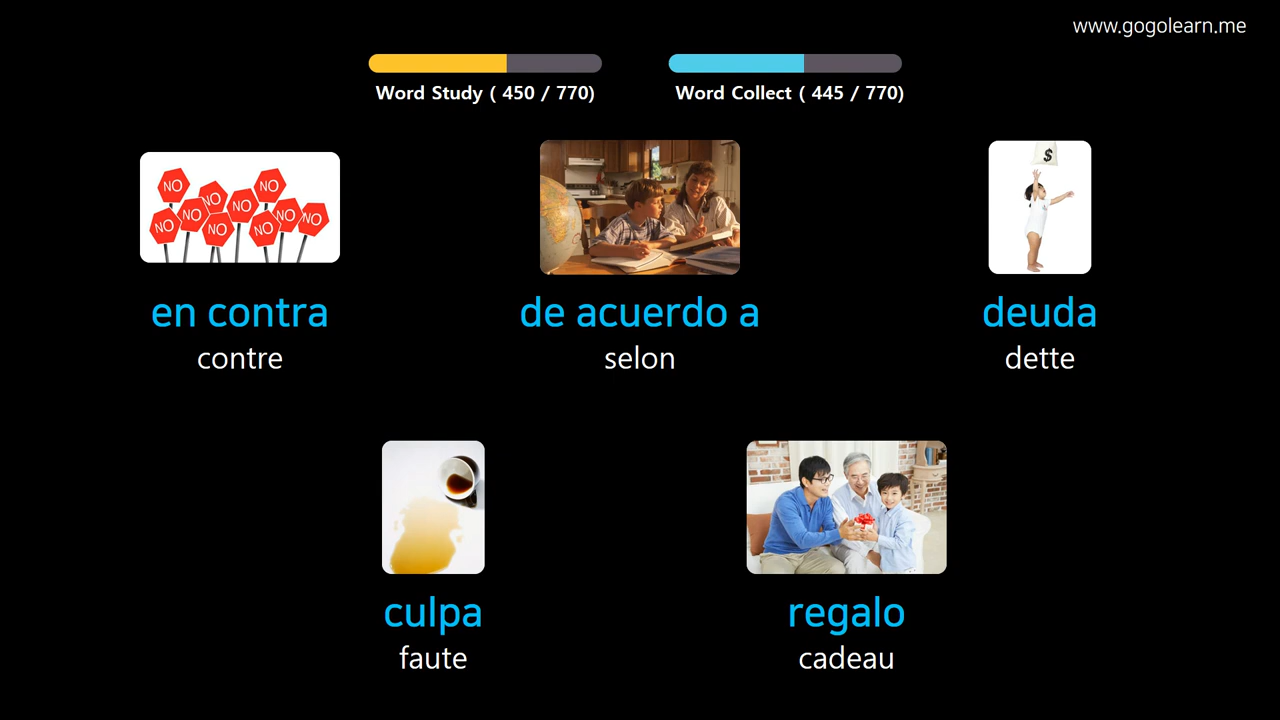 www.gogolearn.me
Word Study ( 450 / 770)
Word Collect ( 445 / 770)
NO NO NO NO NO NO NO NO NO NO
$
en contra
contre
de acuerdo a
selon
deuda
dette
culpa
faute
regalo
cadeau